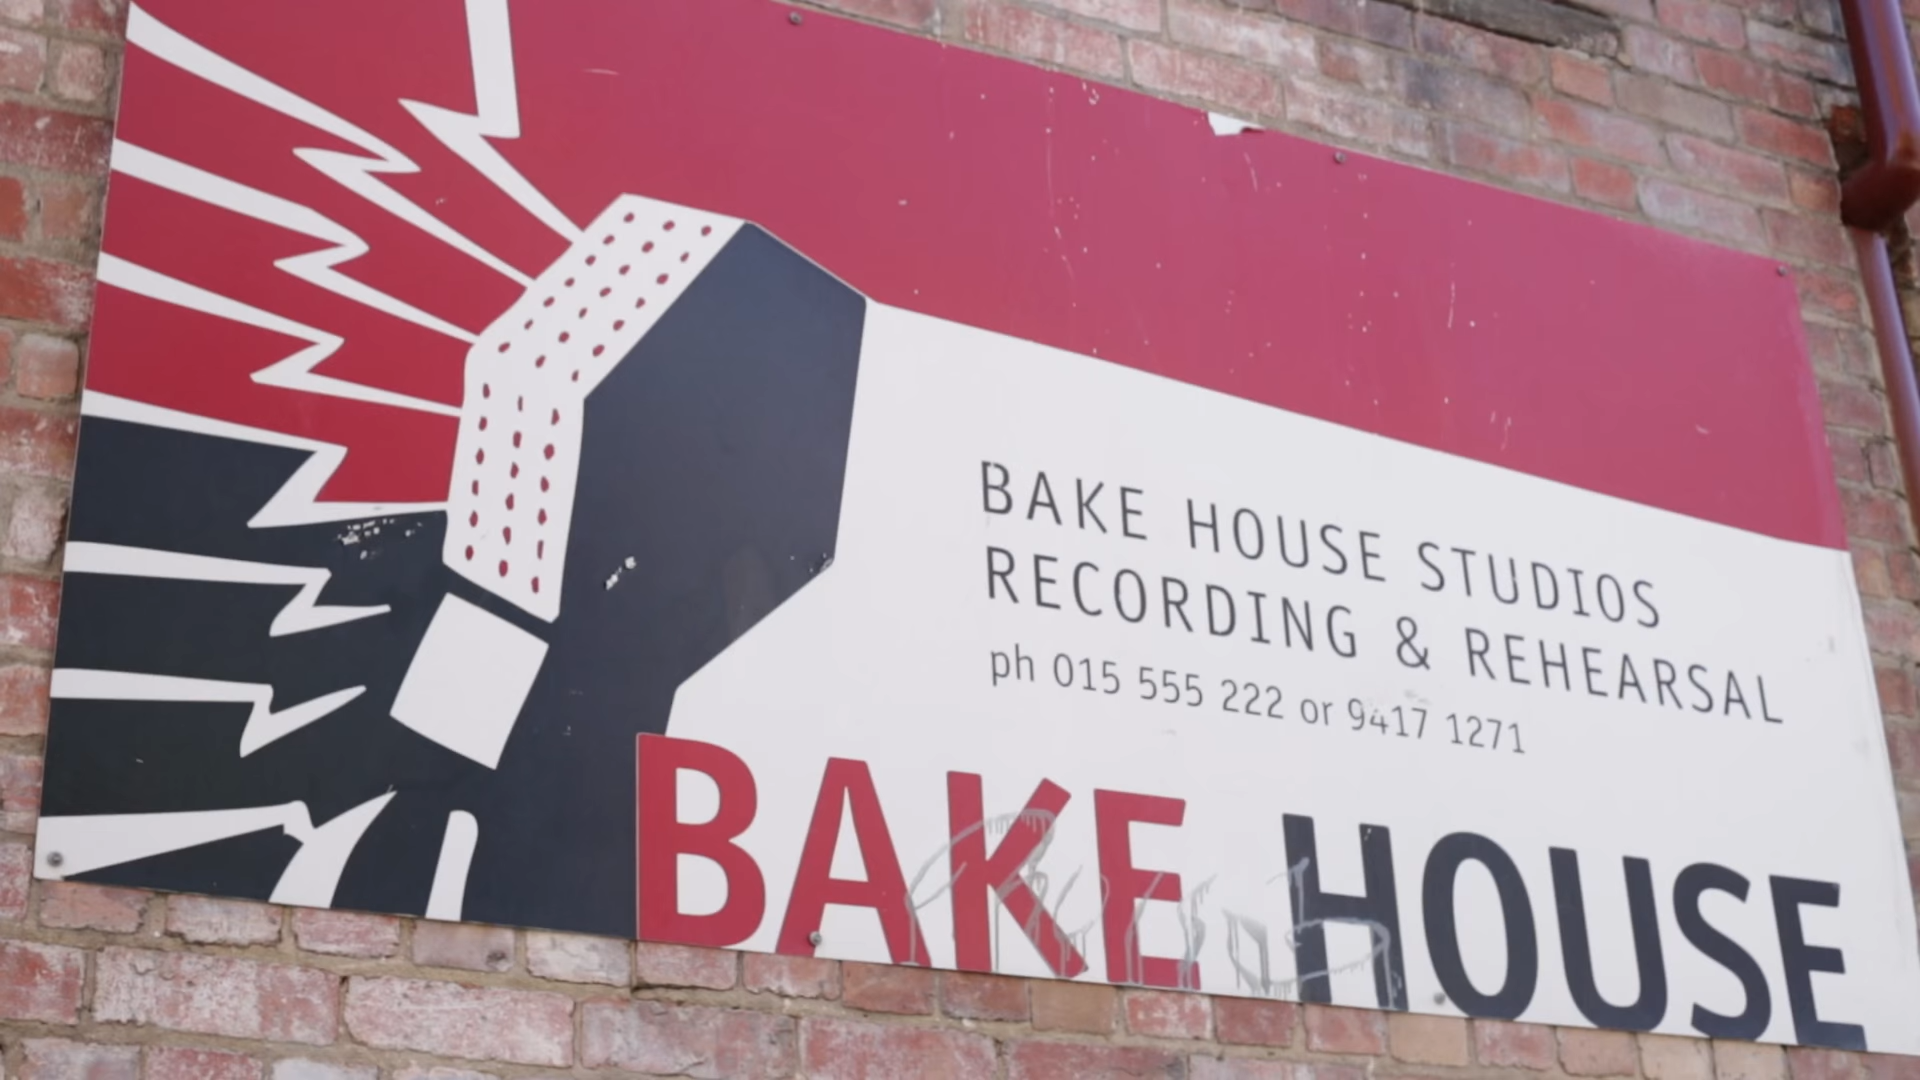 BAKE HOUSE STUDIOS
RECORDING & REHEARSAL
ph 015 555 222 or 9417 1271
BAKE HOUSE